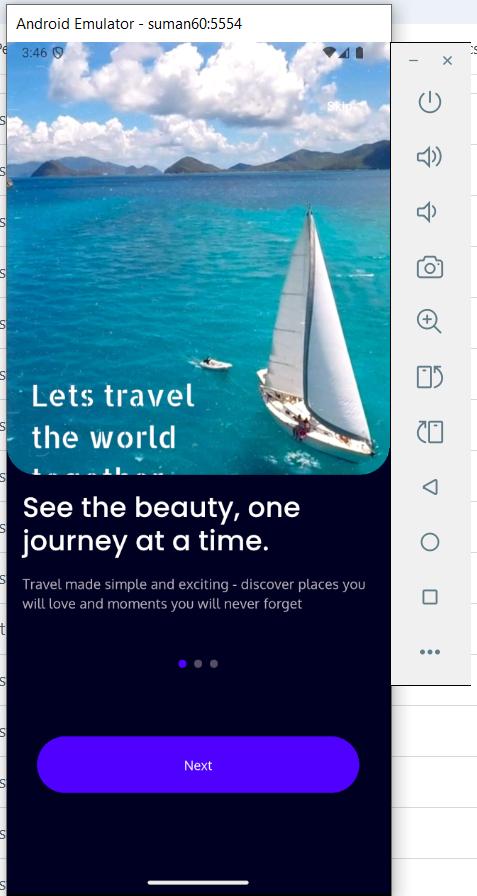 Android Emulator - suman60:5554
3:46
Skip
Lets travel
the world
together
See the beauty, one
journey at a time.
Travel made simple and exciting - discover places you
will love and moments you will never forget
Next